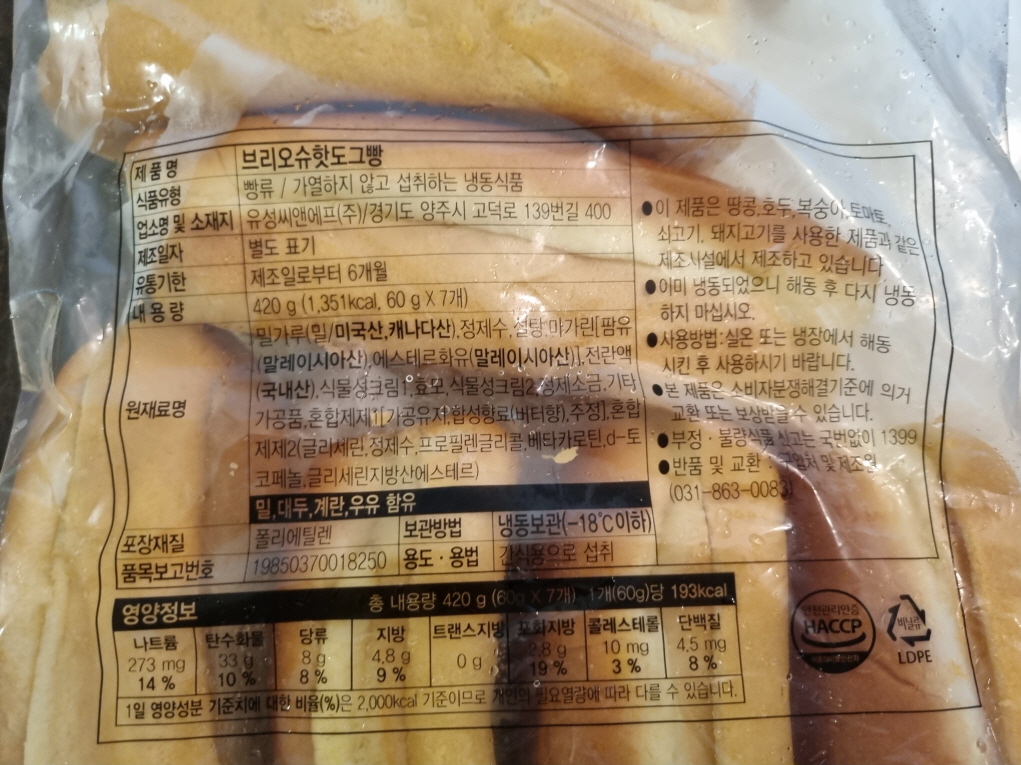 제품명 브리오슈핫도그빵
식품유형 빵류 / 가열하지 않고 섭취하는 냉동식품
업소명 및 소재지 유성씨앤에프(주)/경기도 양주시 고덕로 139번길 400
제조일자 별도 표기
유통기한 제조일로부터 6개월
내용량 420 g (1,351kcal, 60 g X 7개)
원재료명
밀가루(밀/미국산,캐나다산),정제수,설탕,마가린[팜유
(말레이시아산),에스테르화유(말레이시아산)],전란액
(국내산),식물성크림1,효모,식물성크림2,정제소금,기타
가공품,혼합제제1[가공유지,합성향료(버터향),주정],혼합
제제2(글리세린,정제수,프로필렌글리콜,베타카로틴,d-토
코페놀,글리세린지방산에스테르)
밀,대두,계란,우유 함유
포장재질 폴리에틸렌 보관방법 냉동보관(-18℃이하)
품목보고번호 19850370018250 용도·용법 간식용으로 섭취
●이 제품은 땅콩,호두,복숭아,토마토,
쇠고기, 돼지고기를 사용한 제품과 같은
제조시설에서 제조하고 있습니다
●이미 냉동되었으니 해동 후 다시 냉동
하지 마십시오.
●사용방법:실온 또는 냉장에서 해동
시킨 후 사용하시기 바랍니다.
●본 제품은 소비자분쟁해결기준에 의거
교환 또는 보상받을 수 있습니다.
●부정·불량식품 신고는 국번없이 1399
●반품 및 교환 : 구입처 및 제조원
(031-863-0083)
영양정보 총 내용량 420 g (60g X 7개) 1개(60g)당 193kcal
나트륨 탄수화물 당류 지방 트랜스지방 포화지방 콜레스테롤 단백질
273 mg 33 g 8 g 4.8 g 0 g 2.8 g 10 mg 4.5 mg
14 % 10 % 8 % 9 % 19 % 3 % 8 %
1일 영양성분 기준치에 대한 비율(%)은 2,000kcal 기준이므로 개인의 필요열량에 따라 다를 수 있습니다.
안전관리인증
HACCP
비닐류
LDPE